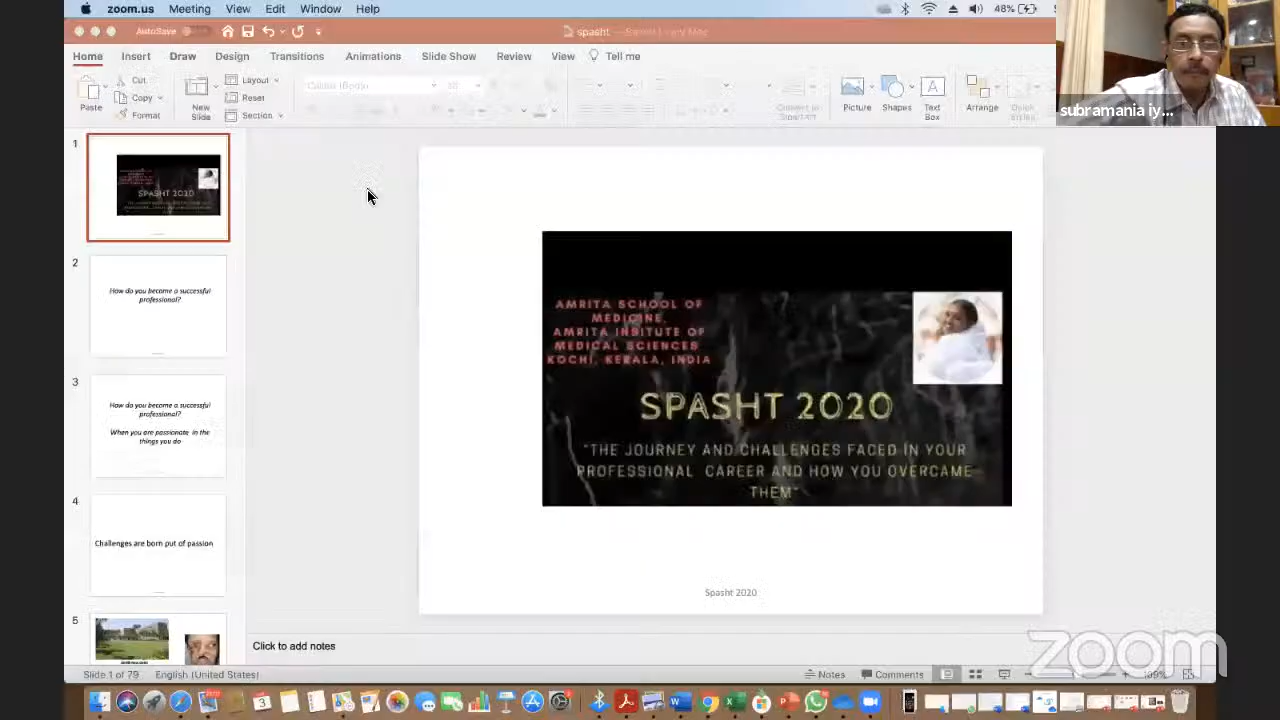 zoom.us Meeting View Edit Window Help
48%
AutoSave
spasht
Home Insert Draw Design Transitions Animations Slide Show Review View Tell me
Paste
Cut
Copy
Format
New
Slide
Layout
Reset
Section
Picture
Shapes
Text
Box
Arrange
subramania iy...
1
SPASHT 2020
2
How do you become a successful
professional?
3
How do you become a successful
professional?
When you are passionate in the
things you do
4
Challenges are born out of passion
5
AMRITA SCHOOL OF
MEDICINE,
AMRITA INSITUTE OF
MEDICAL SCIENCES
KOCHI, KERALA, INDIA
SPASHT 2020
"THE JOURNEY AND CHALLENGES FACED IN YOUR
PROFESSIONAL CAREER AND HOW YOU OVERCAME
THEM"
Spasht 2020
Click to add notes
zoom
Slide 1 of 79 English (United States)
Notes
Comments